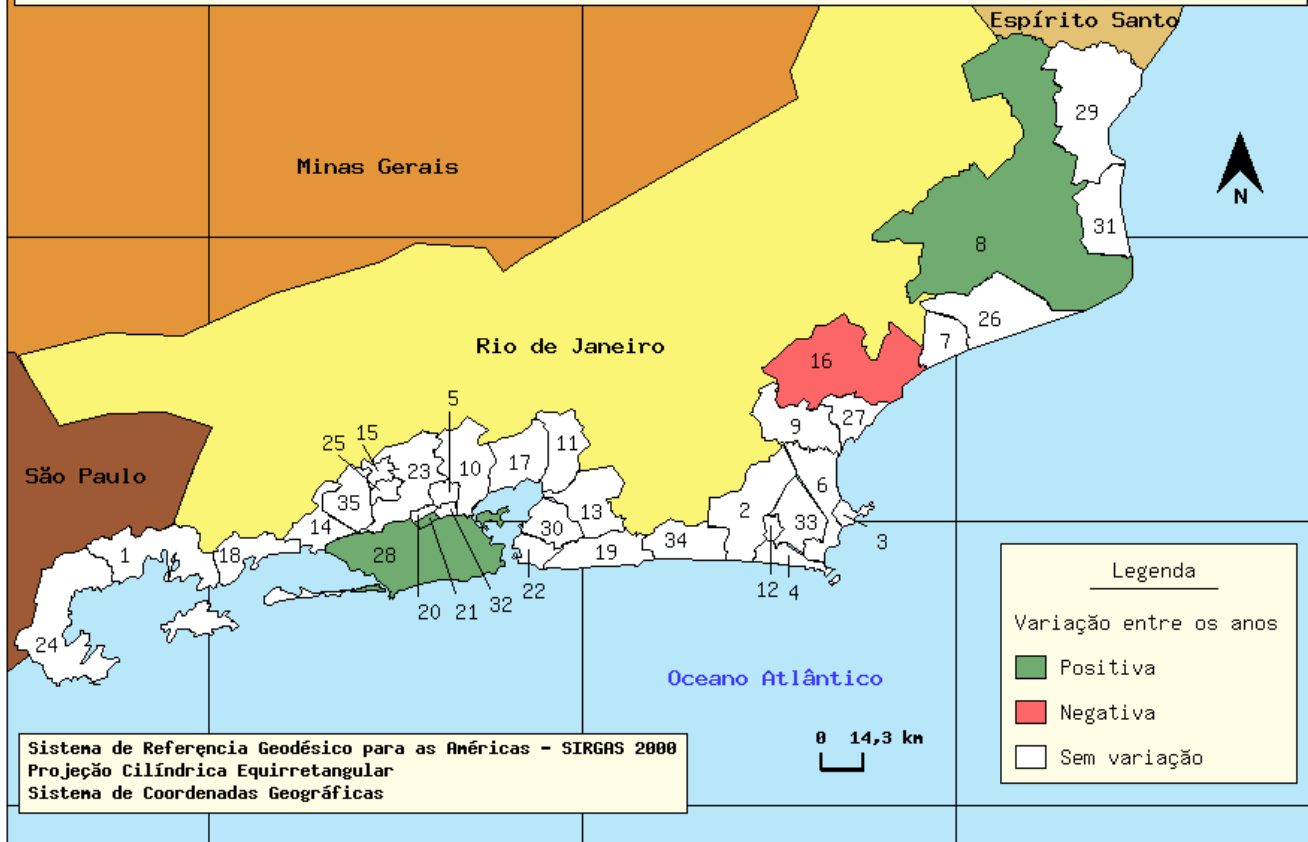 Espírito Santo
29
Minas Gerais
N
31
8
26
7
Rio de Janeiro
16
5
15
27
25
11
9
23
17
10
São Paulo
6
35
2
13
14
30
33
34
1
18
28
19
3
22
12
4
20
21
32
24
Legenda
Variação entre os anos
Positiva
Negativa
Sem variação
Oceano Atlântico
0 14,3 km
Sistema de Referência Geodésico para as Américas - SIRGAS 2000
Projeção Cilíndrica Equirretangular
Sistema de Coordenadas Geográficas